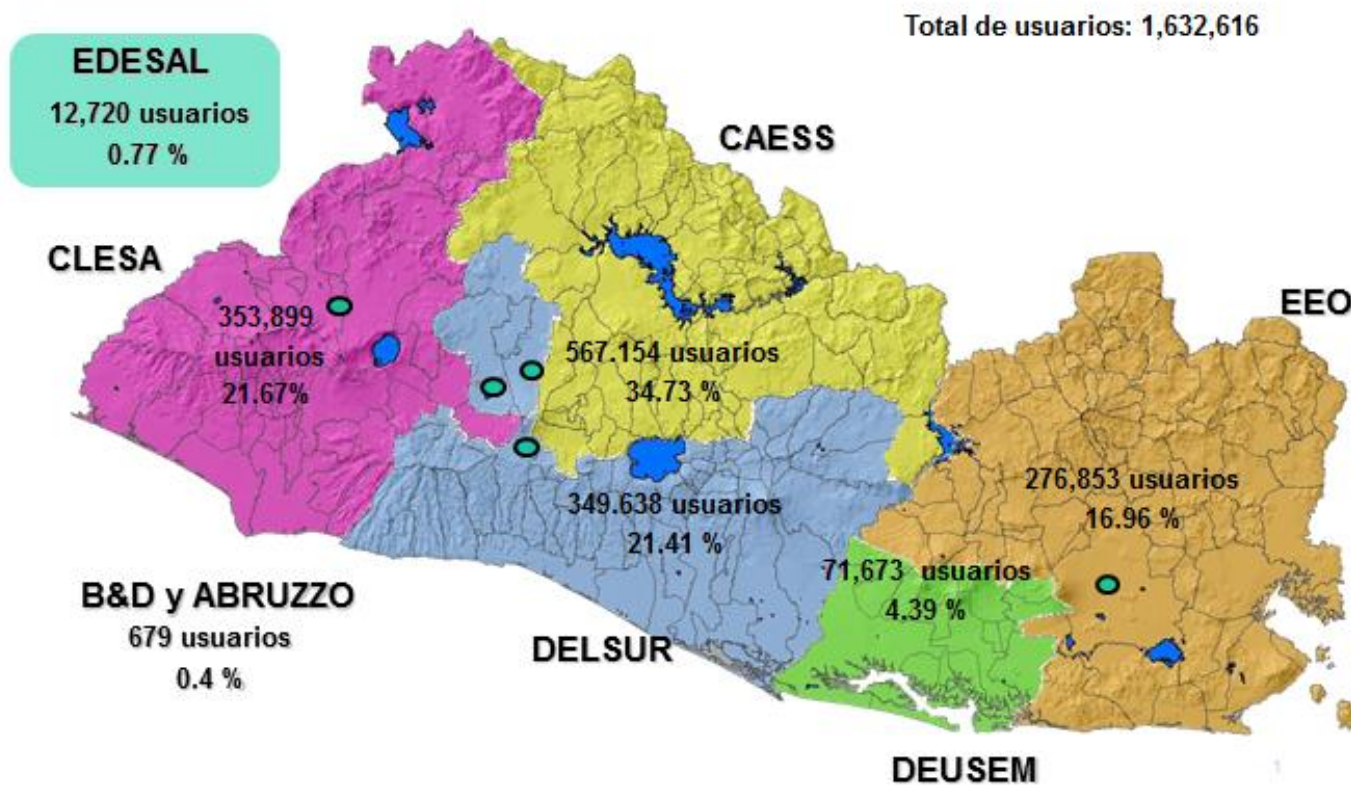 Total de usuarios: 1,632,616
EDESAL
12,720 usuarios
0.77 %
CAESS
CLESA
EEO
353,899
usuarios
21.67%
567.154 usuarios
34.73 %
349.638 usuarios
21.41 %
276,853 usuarios
16.96 %
71,673 usuarios
4.39 %
B&D y ABRUZZO
679 usuarios
0.4 %
DELSUR
DEUSEM
1